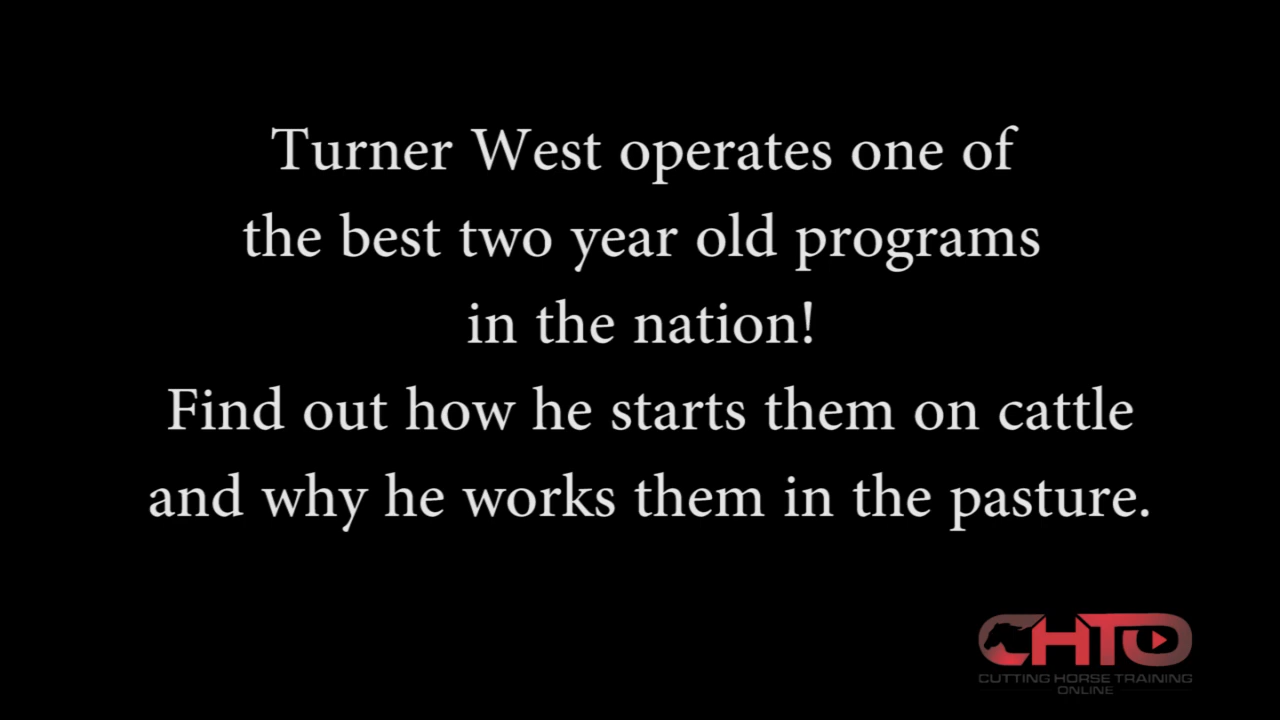 Turner West operates one of
the best two year old programs
in the nation!
Find out how he starts them on cattle
and why he works them in the pasture.
CHTO
CUTTING HORSE TRAINING
ONLINE